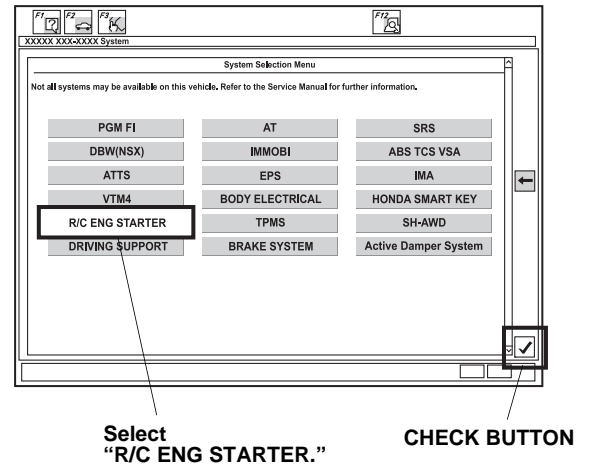 F1 F2 F3 F12
XXXXX XXX-XXXX System
System Selection Menu
Not all systems may be available on this vehicle. Refer to the Service Manual for further information.
PGM FI AT SRS
DBW(NSX) IMMOBI ABS TCS VSA
ATTS EPS IMA
VTM4 BODY ELECTRICAL HONDA SMART KEY
R/C ENG STARTER TPMS SH-AWD
DRIVING SUPPORT BRAKE SYSTEM Active Damper System
Select
“R/C ENG STARTER.”
CHECK BUTTON